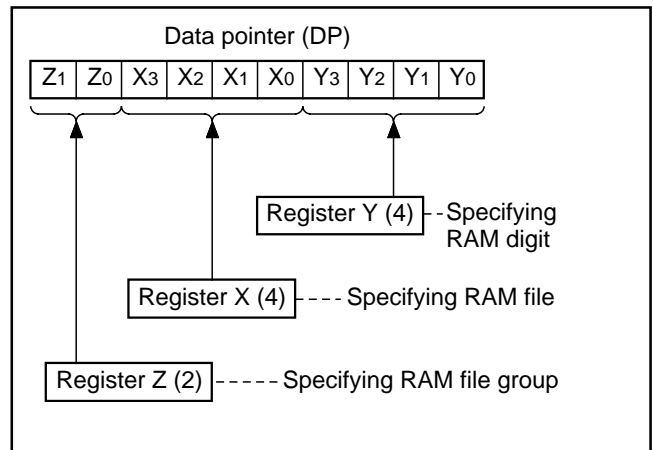 Data pointer (DP)
Z1 Z0 X3 X2 X1 X0 Y3 Y2 Y1 Y0
Register Y (4) Specifying
RAM digit
Register X (4) Specifying RAM file
Register Z (2) Specifying RAM file group